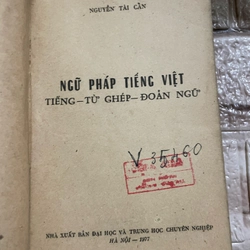 NGUYỄN TÀI CẨN
NGỮ PHÁP TIẾNG VIỆT
TIẾNG—TỪ GHÉP—ĐOẢN NGỮ
NHÀ XUẤT BẢN ĐẠI HỌC VÀ TRUNG HỌC CHUYÊN NGHIỆP
HÀ NỘI — 1977